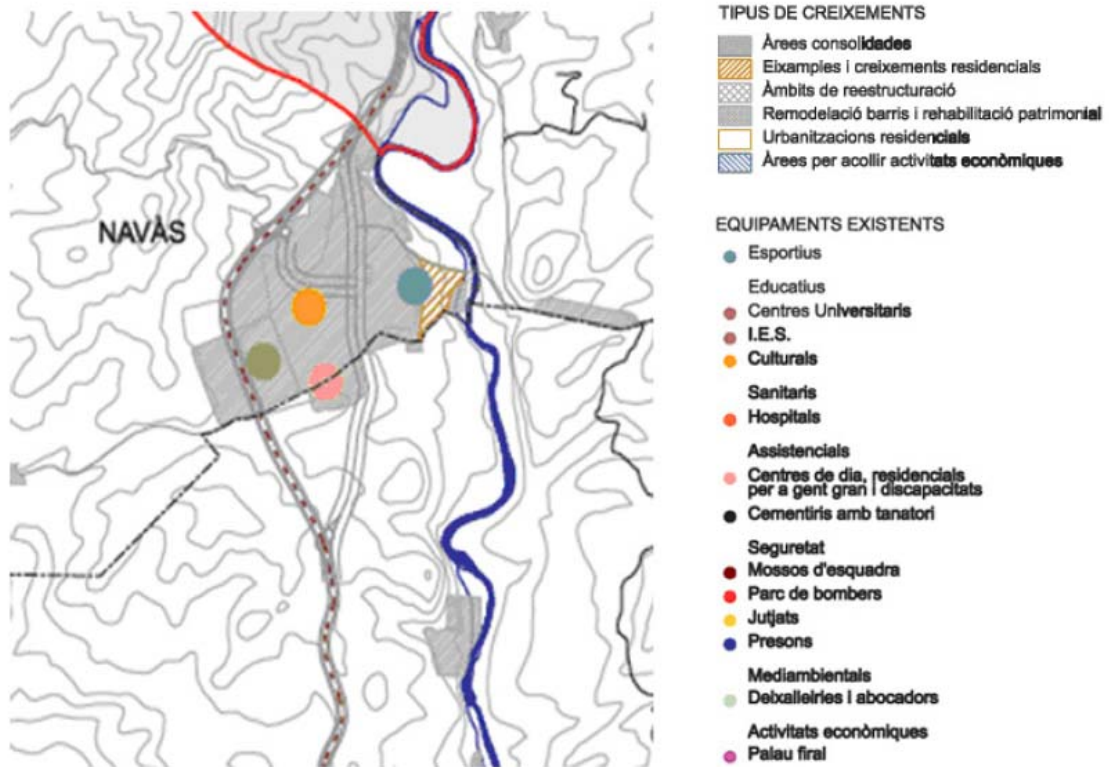 NAVÀS
TIPUS DE CREIXEMENTS
Àrees consolidades
Eixamples i creixements residencials
Àmbits de reestructuració
Remodelació barris i rehabilitació patrimonial
Urbanitzacions residencials
Àrees per acollir activitats econòmiques
EQUIPAMENTS EXISTENTS
Esportius
Educatius
Centres Universitaris
I.E.S.
Culturals
Sanitaris
Hospitals
Assistencials
Centres de dia, residencials
per a gent gran i discapacitats
Cementiris amb tanatori
Seguretat
Mossos d'esquadra
Parc de bombers
Jutjats
Presons
Mediambientals
Deixalleiries i abocadors
Activitats econòmiques
Palau firal